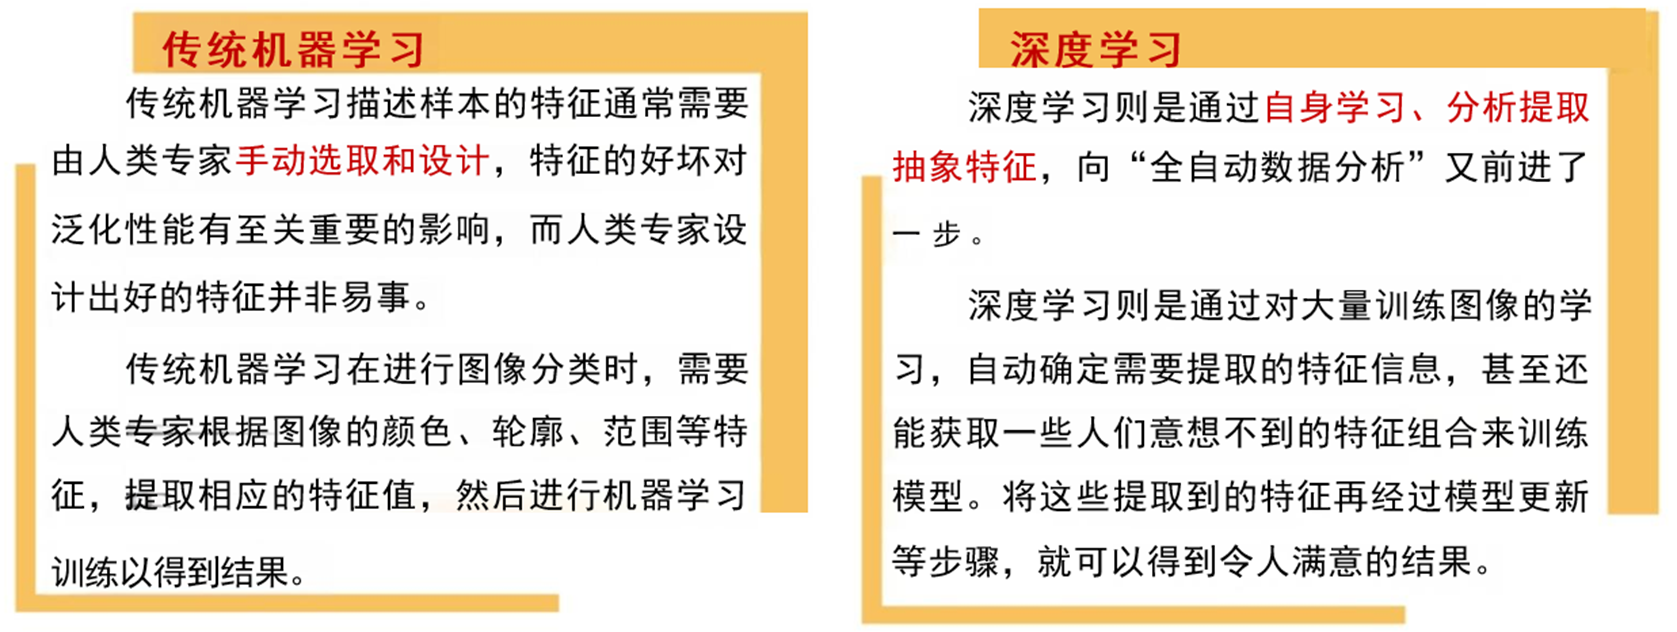 传统机器学习
传统机器学习描述样本的特征通常需要
由人类专家手动选取和设计，特征的好坏对
泛化性能有至关重要的影响，而人类专家设
计出好的特征并非易事。
传统机器学习在进行图像分类时，需要
人类专家根据图像的颜色、轮廓、范围等特
征，提取相应的特征值，然后进行机器学习
训练以得到结果。
深度学习
深度学习则是通过自身学习、分析提取
抽象特征，向“全自动数据分析”又前进了
一步。
深度学习则是通过对大量训练图像的学
习，自动确定需要提取的特征信息，甚至还
能获取一些人们意想不到的特征组合来训练
模型。将这些提取到的特征再经过模型更新
等步骤，就可以得到令人满意的结果。